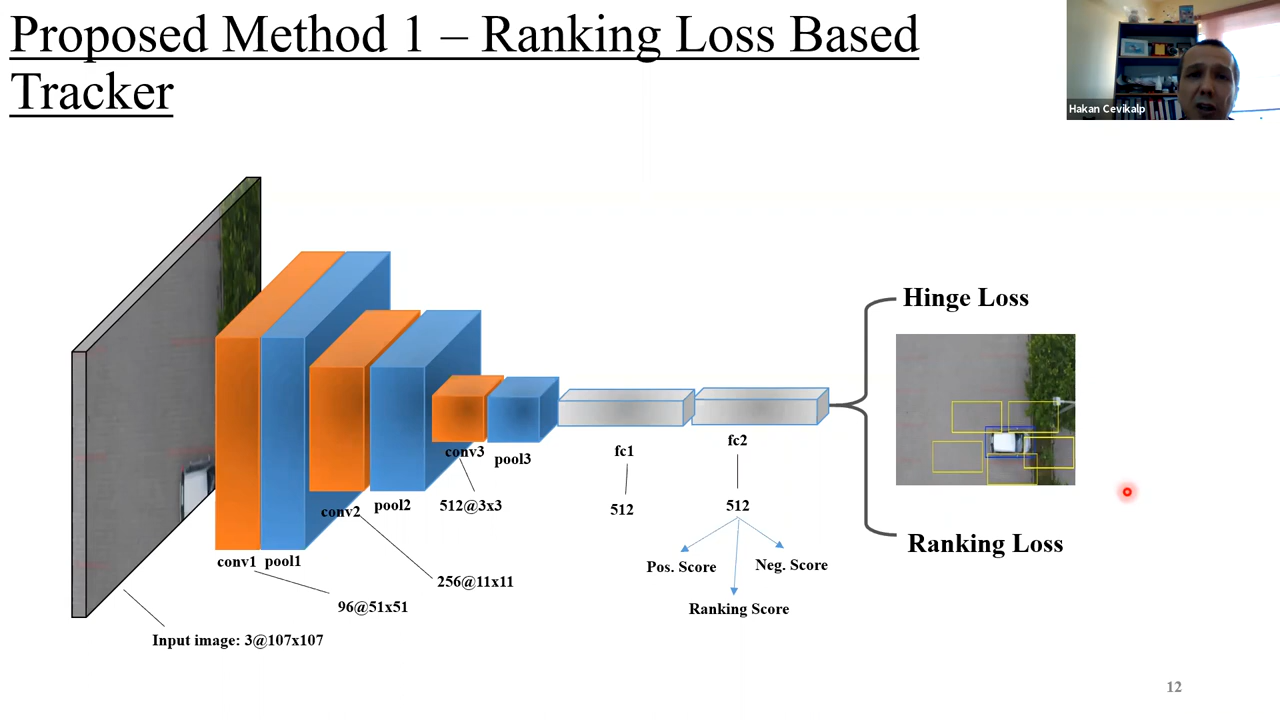 Proposed Method 1 – Ranking Loss Based
Tracker
Hakan Cevikalp
Hinge Loss
conv3
pool3
fc1
fc2
conv2
pool2
512@3x3
512
512
Ranking Loss
conv1
pool1
Pos. Score
Neg. Score
256@11x11
96@51x51
Ranking Score
Input image: 3@107x107
12